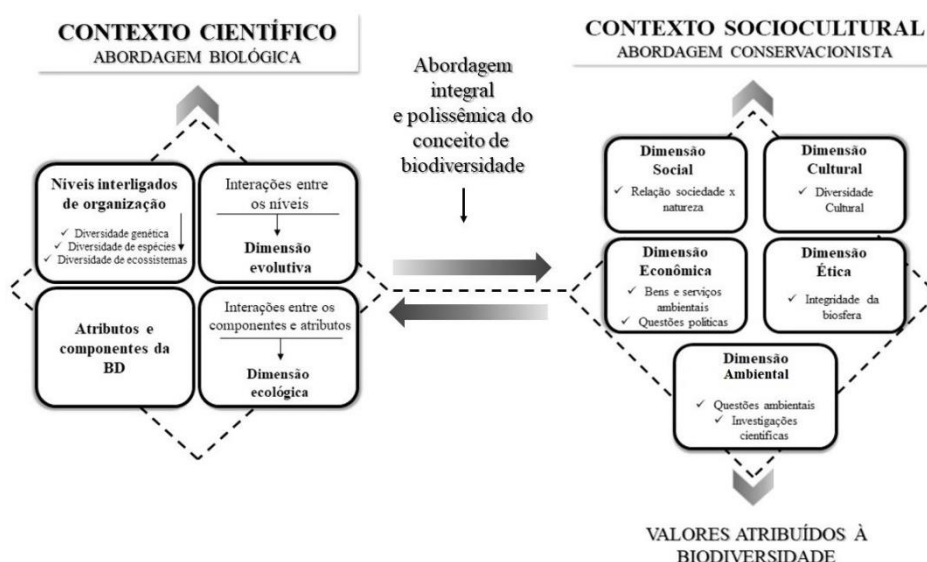 CONTEXTO CIENTÍFICO
ABORDAGEM BIOLÓGICA
Níveis interligados
de organização
✓ Diversidade genética
✓ Diversidade de espécies
✓ Diversidade de ecossistemas
Interações entre
os níveis
Dimensão
evolutiva
Atributos e
componentes da
BD
Interações entre os
componentes e atributos
Dimensão
ecológica
Abordagem
integral
e polissêmica do
conceito de
biodiversidade
CONTEXTO SOCIOCULTURAL
ABORDAGEM CONSERVACIONISTA
Dimensão
Social
✓ Relação sociedade x
natureza
Dimensão
Cultural
✓ Diversidade
Cultural
Dimensão
Econômica
✓ Bens e serviços
ambientais
✓ Questões politicas
Dimensão
Ética
✓ Integridade da
biosfera
Dimensão
Ambiental
✓ Questões ambientais
✓ Investigações
científicas
VALORES ATRIBUÍDOS À
BIODIVERSIDADE